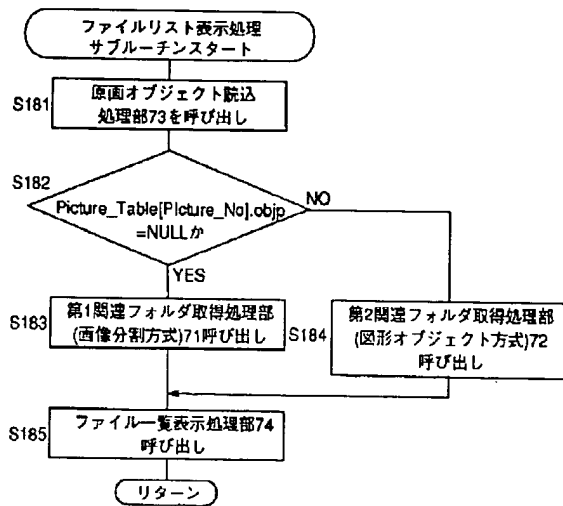 ファイルリスト表示処理
サブルーチンスタート
S181
原画オブジェクト読込
処理部73を呼び出し
S182
Picture_Table[Picture_No].objp
=NULLか
NO
YES
S183
第1関連フォルダ取得処理部
(画像分割方式)71呼び出し
S184
第2関連フォルダ取得処理部
(図形オブジェクト方式)72
呼び出し
S185
ファイル一覧表示処理部74
呼び出し
リターン